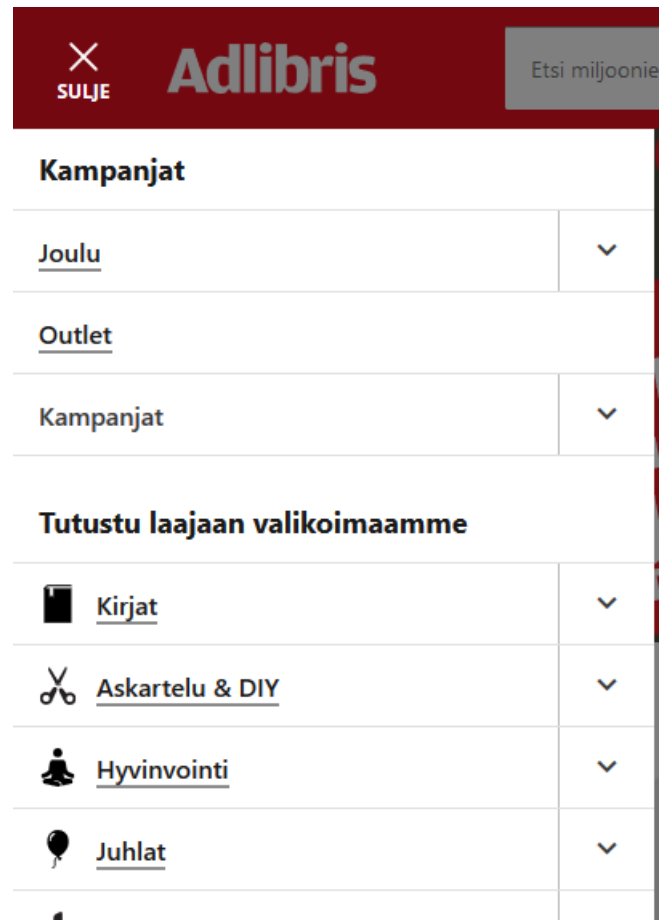 SULJE
Adlibris
Etsi miljoonie
Kampanjat
Joulu
Outlet
Kampanjat
Tutustu laajaan valikoimaamme
Kirjat
Askartelu & DIY
Hyvinvointi
Juhlat